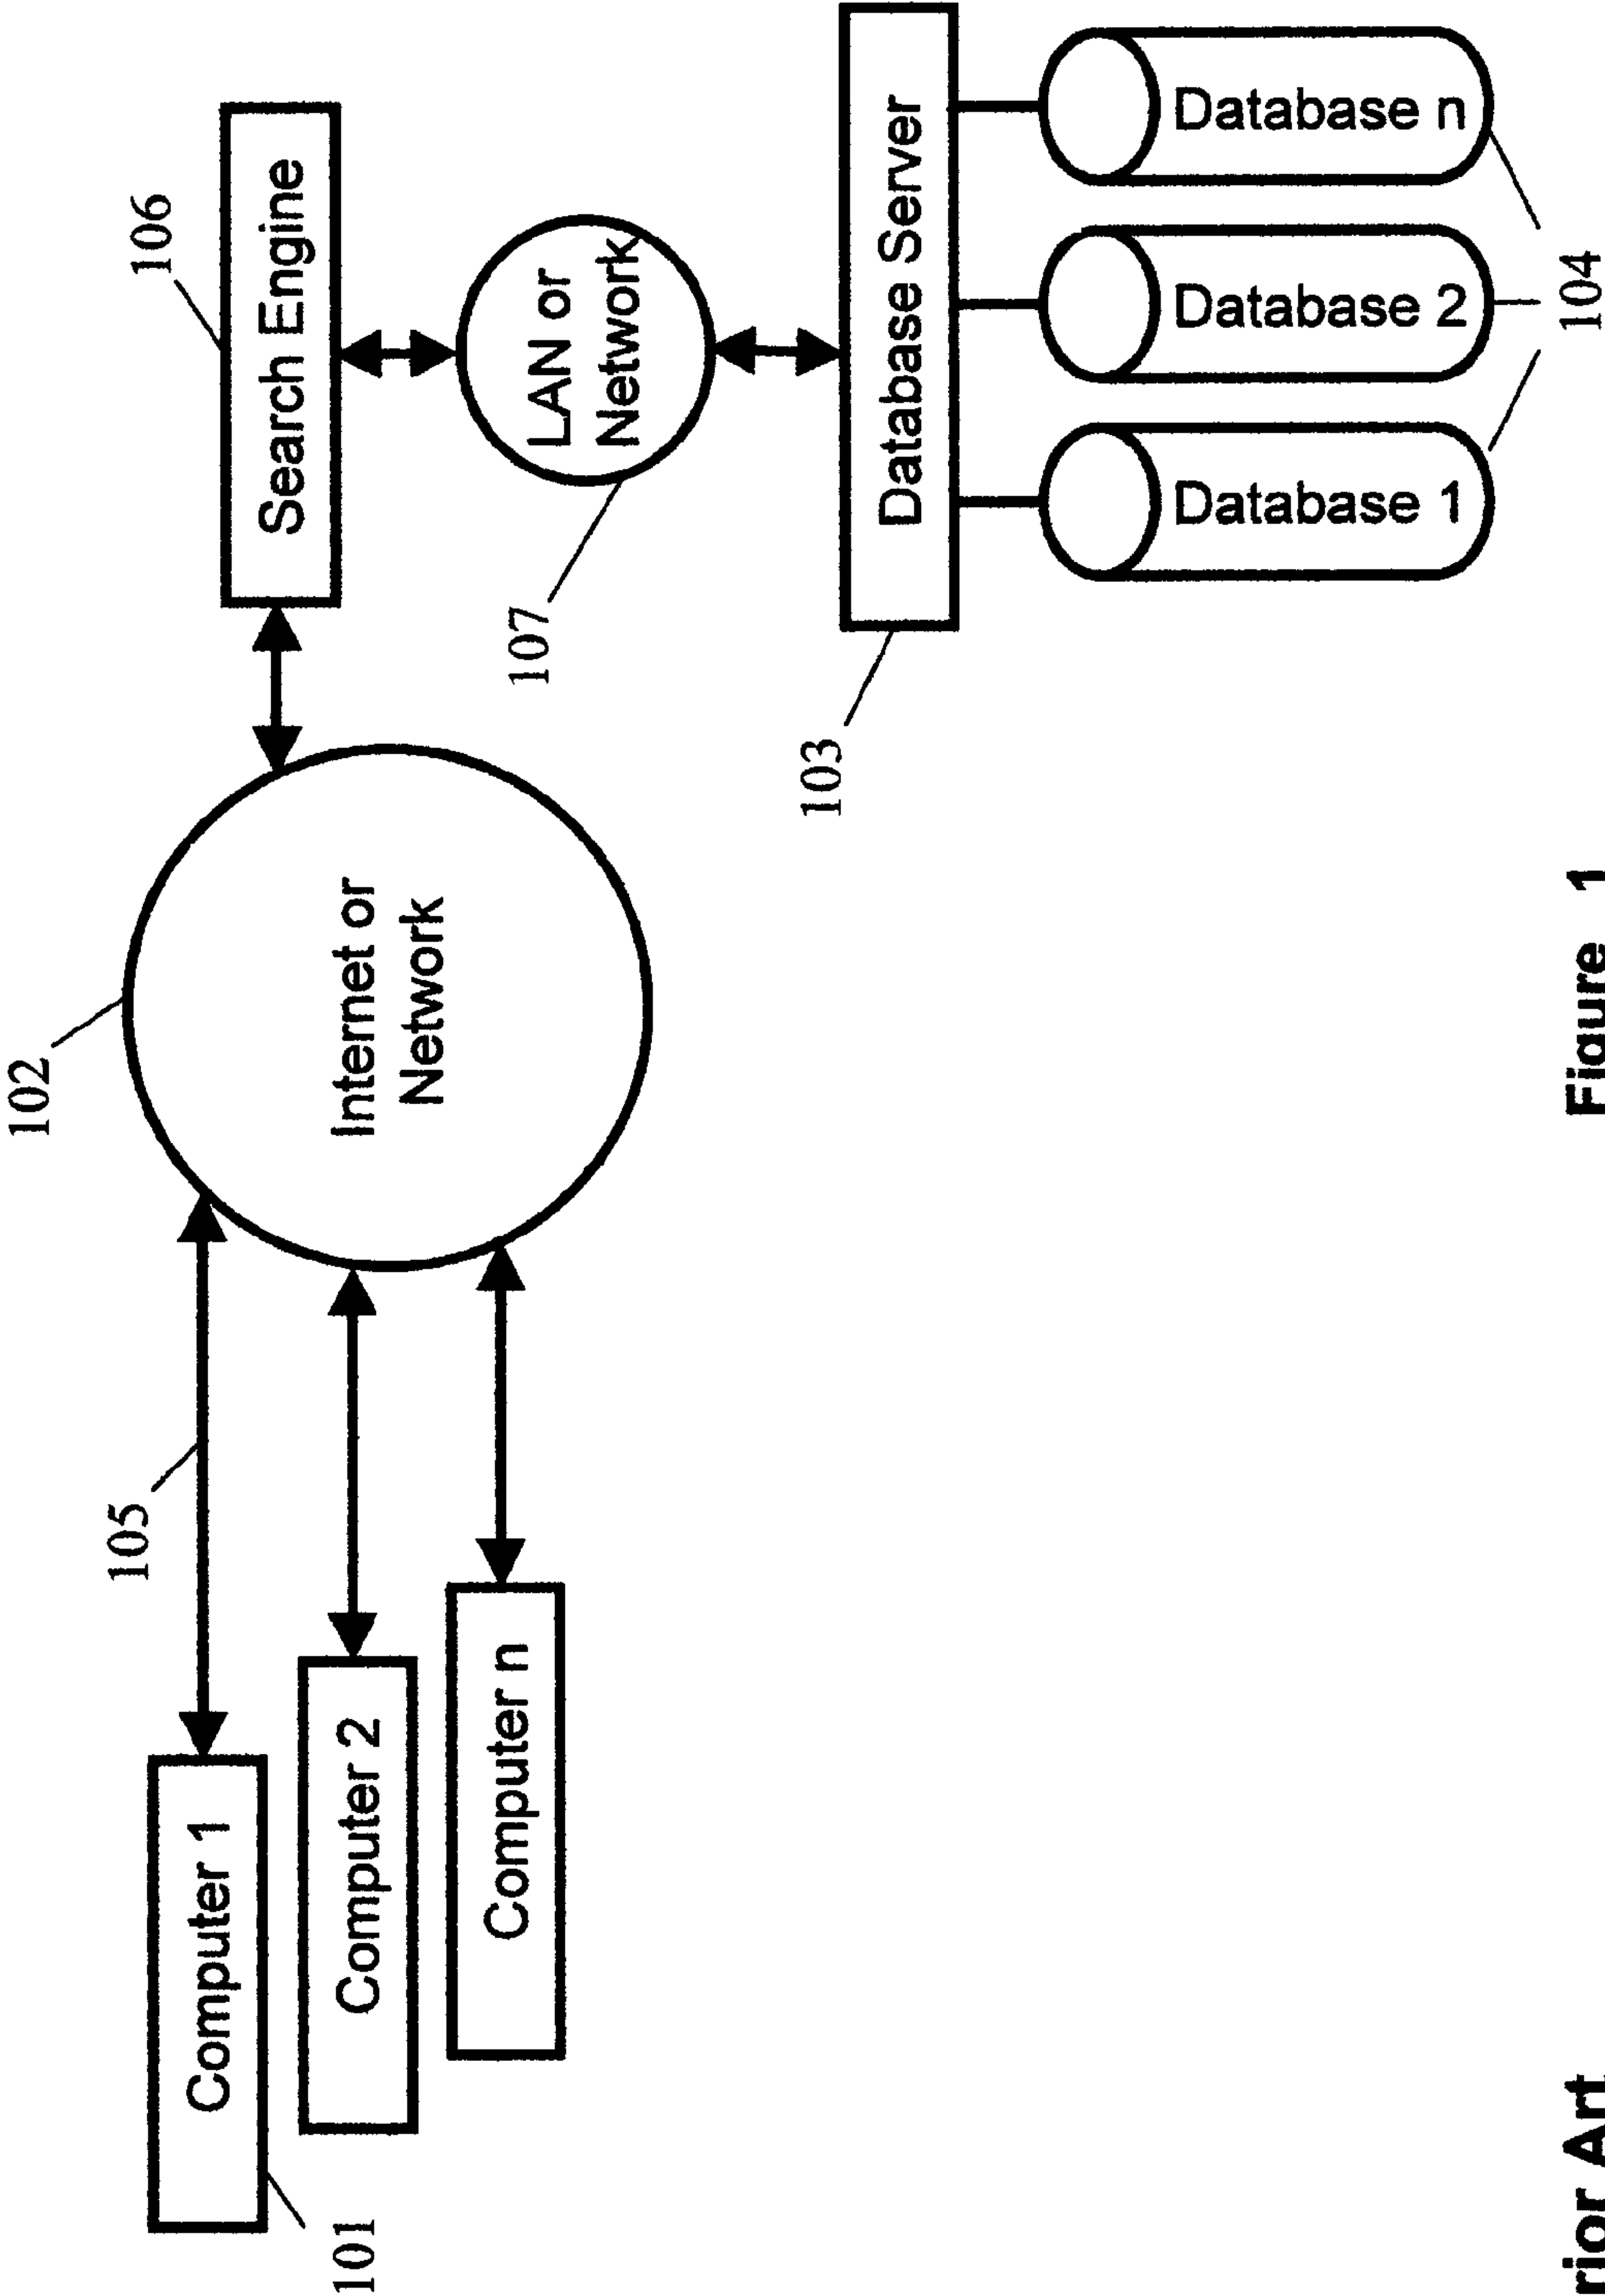 102
106
105
Search Engine
Computer 1
Internet or
Network
LAN or
Network
101
Computer 2
107
Computer n
103
Database Server
Database 1
Database 2
Database n
104
rior Art
Figure 1